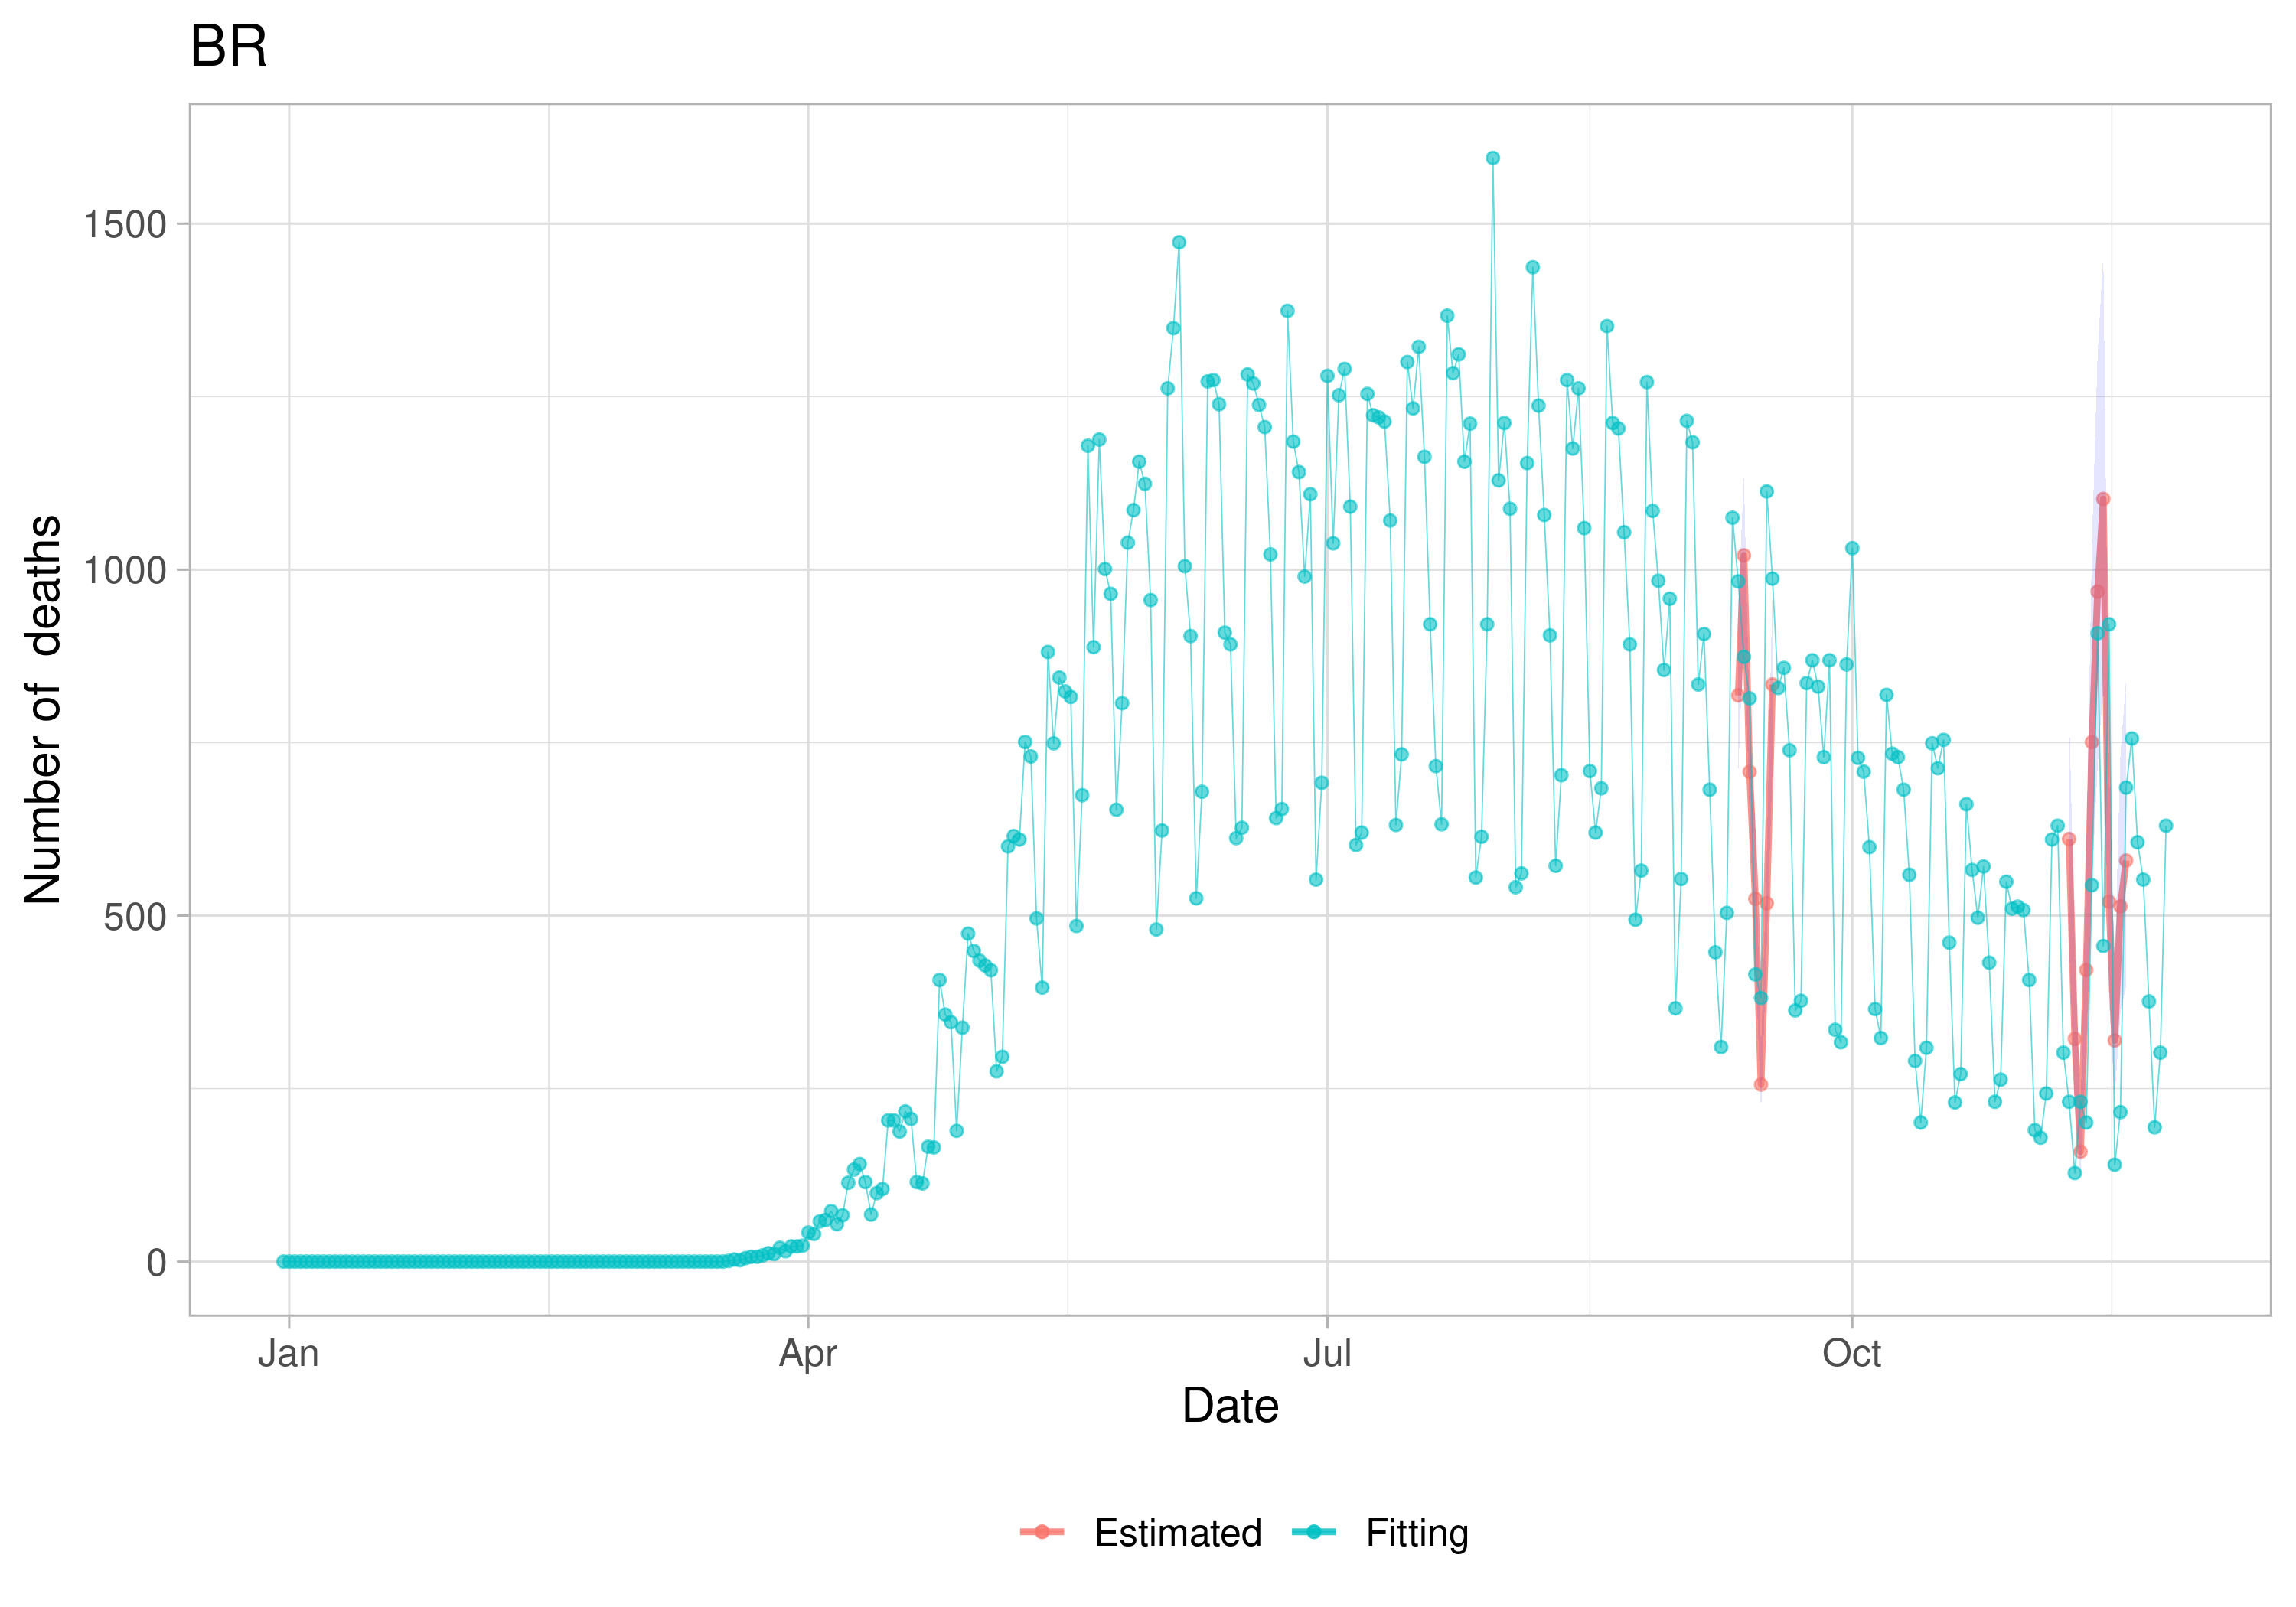 BR
1500
1000
500
0
Number of deaths
Jan Apr Jul Oct
Date
Estimated Fitting